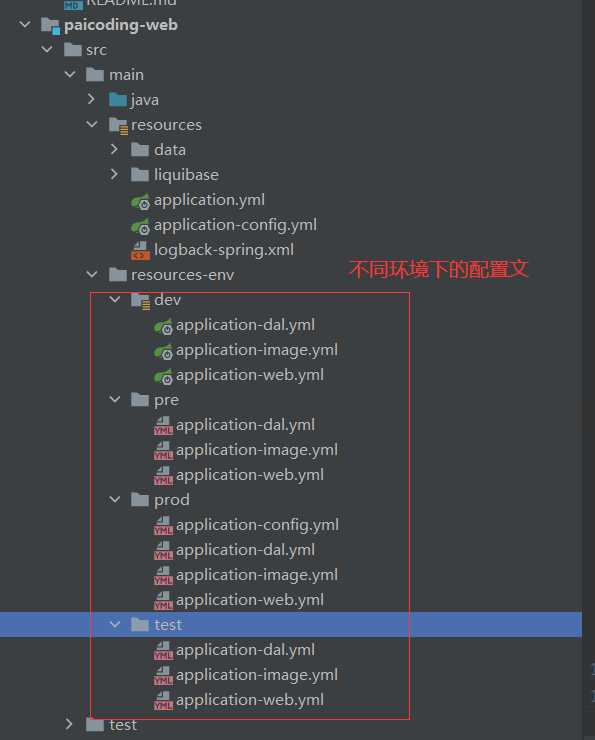 README.md
paicoding-web
src
main
java
resources
data
liquibase
application.yml
application-config.yml
logback-spring.xml
resources-env
不同环境下的配置文
dev
application-dal.yml
application-image.yml
application-web.yml
pre
application-dal.yml
application-image.yml
application-web.yml
prod
application-config.yml
application-dal.yml
application-image.yml
application-web.yml
test
application-dal.yml
application-image.yml
application-web.yml
test